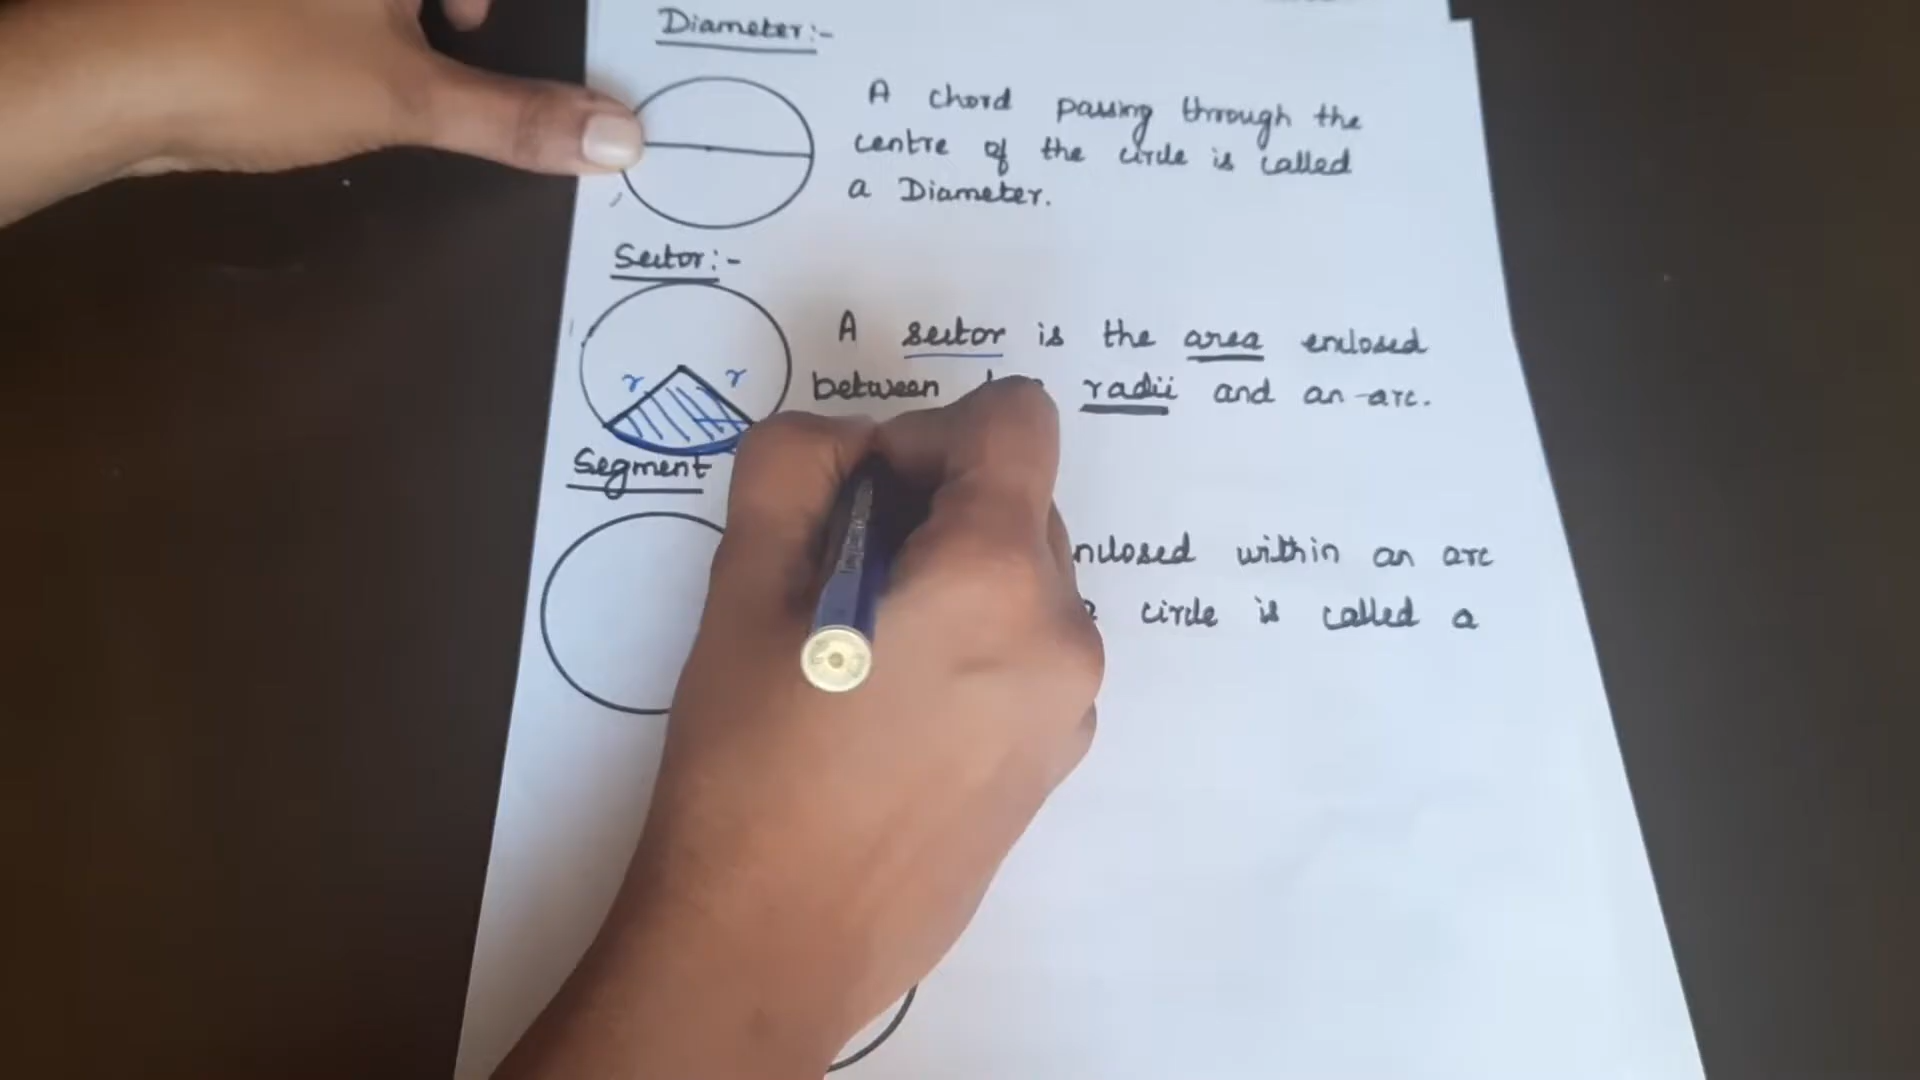 Diameter:-
A chord passing through the
centre of the circle is called
a Diameter.
Sector:-
A sector is the area enclosed
r r
between radii and an arc.
Segment
enclosed within an arc
circle is called a